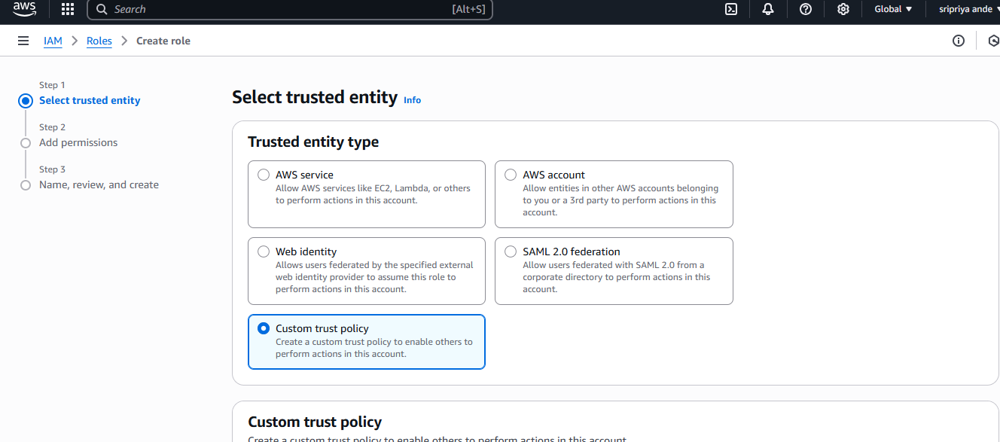 aws
Search [Alt+S]
Global
sripriya ande
IAM
Roles
Create role
Step 1
Select trusted entity
Step 2
Add permissions
Step 3
Name, review, and create
Select trusted entity Info
Trusted entity type
AWS service
Allow AWS services like EC2, Lambda, or others
to perform actions in this account.
AWS account
Allow entities in other AWS accounts belonging
to you or a 3rd party to perform actions in this
account.
Web identity
Allows users federated by the specified external
web identity provider to assume this role to
perform actions in this account.
SAML 2.0 federation
Allow users federated with SAML 2.0 from a
corporate directory to perform actions in this
account.
Custom trust policy
Create a custom trust policy to enable others to
perform actions in this account.
Custom trust policy
Create a custom trust policy to enable others to perform actions in this account.